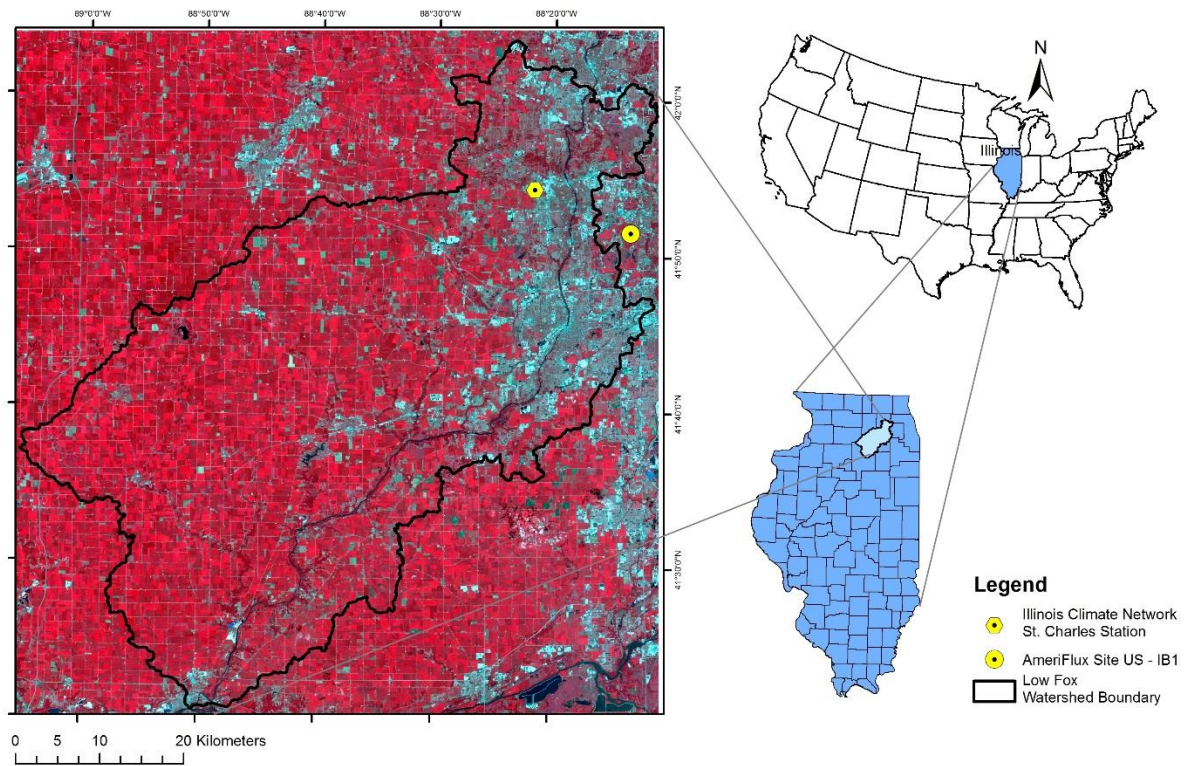 89°0'0"W
88°50'0"W
88°40'0"W
88°30'0"W
88°20'0"W
42°0'0"N
41°50'0"N
41°40'0"N
41°30'0"N
0 5 10 20 Kilometers
N
Illinois
Legend
Illinois Climate Network
St. Charles Station
AmeriFlux Site US - IB1
Low Fox
Watershed Boundary